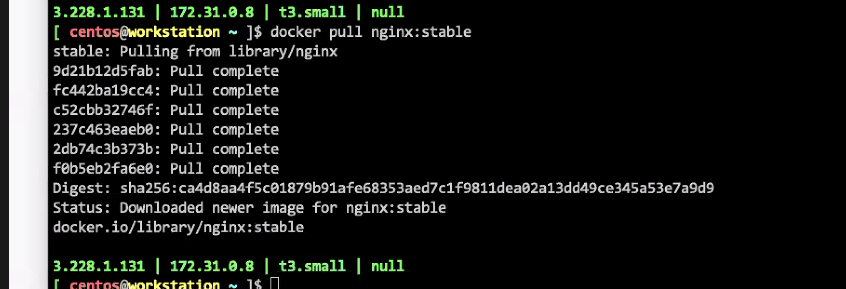 3.228.1.131 | 172.31.0.8 | t3.small | null
[ centos@workstation ~ ]$ docker pull nginx:stable
stable: Pulling from library/nginx
9d21b12d5fab: Pull complete
fc442ba19cc4: Pull complete
c52cbb32746f: Pull complete
237c463eaeb0: Pull complete
2db74c3b373b: Pull complete
f0b5eb2fa6e0: Pull complete
Digest: sha256:ca4d8aa4f5c01879b91afe68353aed7c1f9811dea02a13dd49ce345a53e7a9d9
Status: Downloaded newer image for nginx:stable
docker.io/library/nginx:stable
3.228.1.131 | 172.31.0.8 | t3.small | null
[ centos@workstation ~ ]$